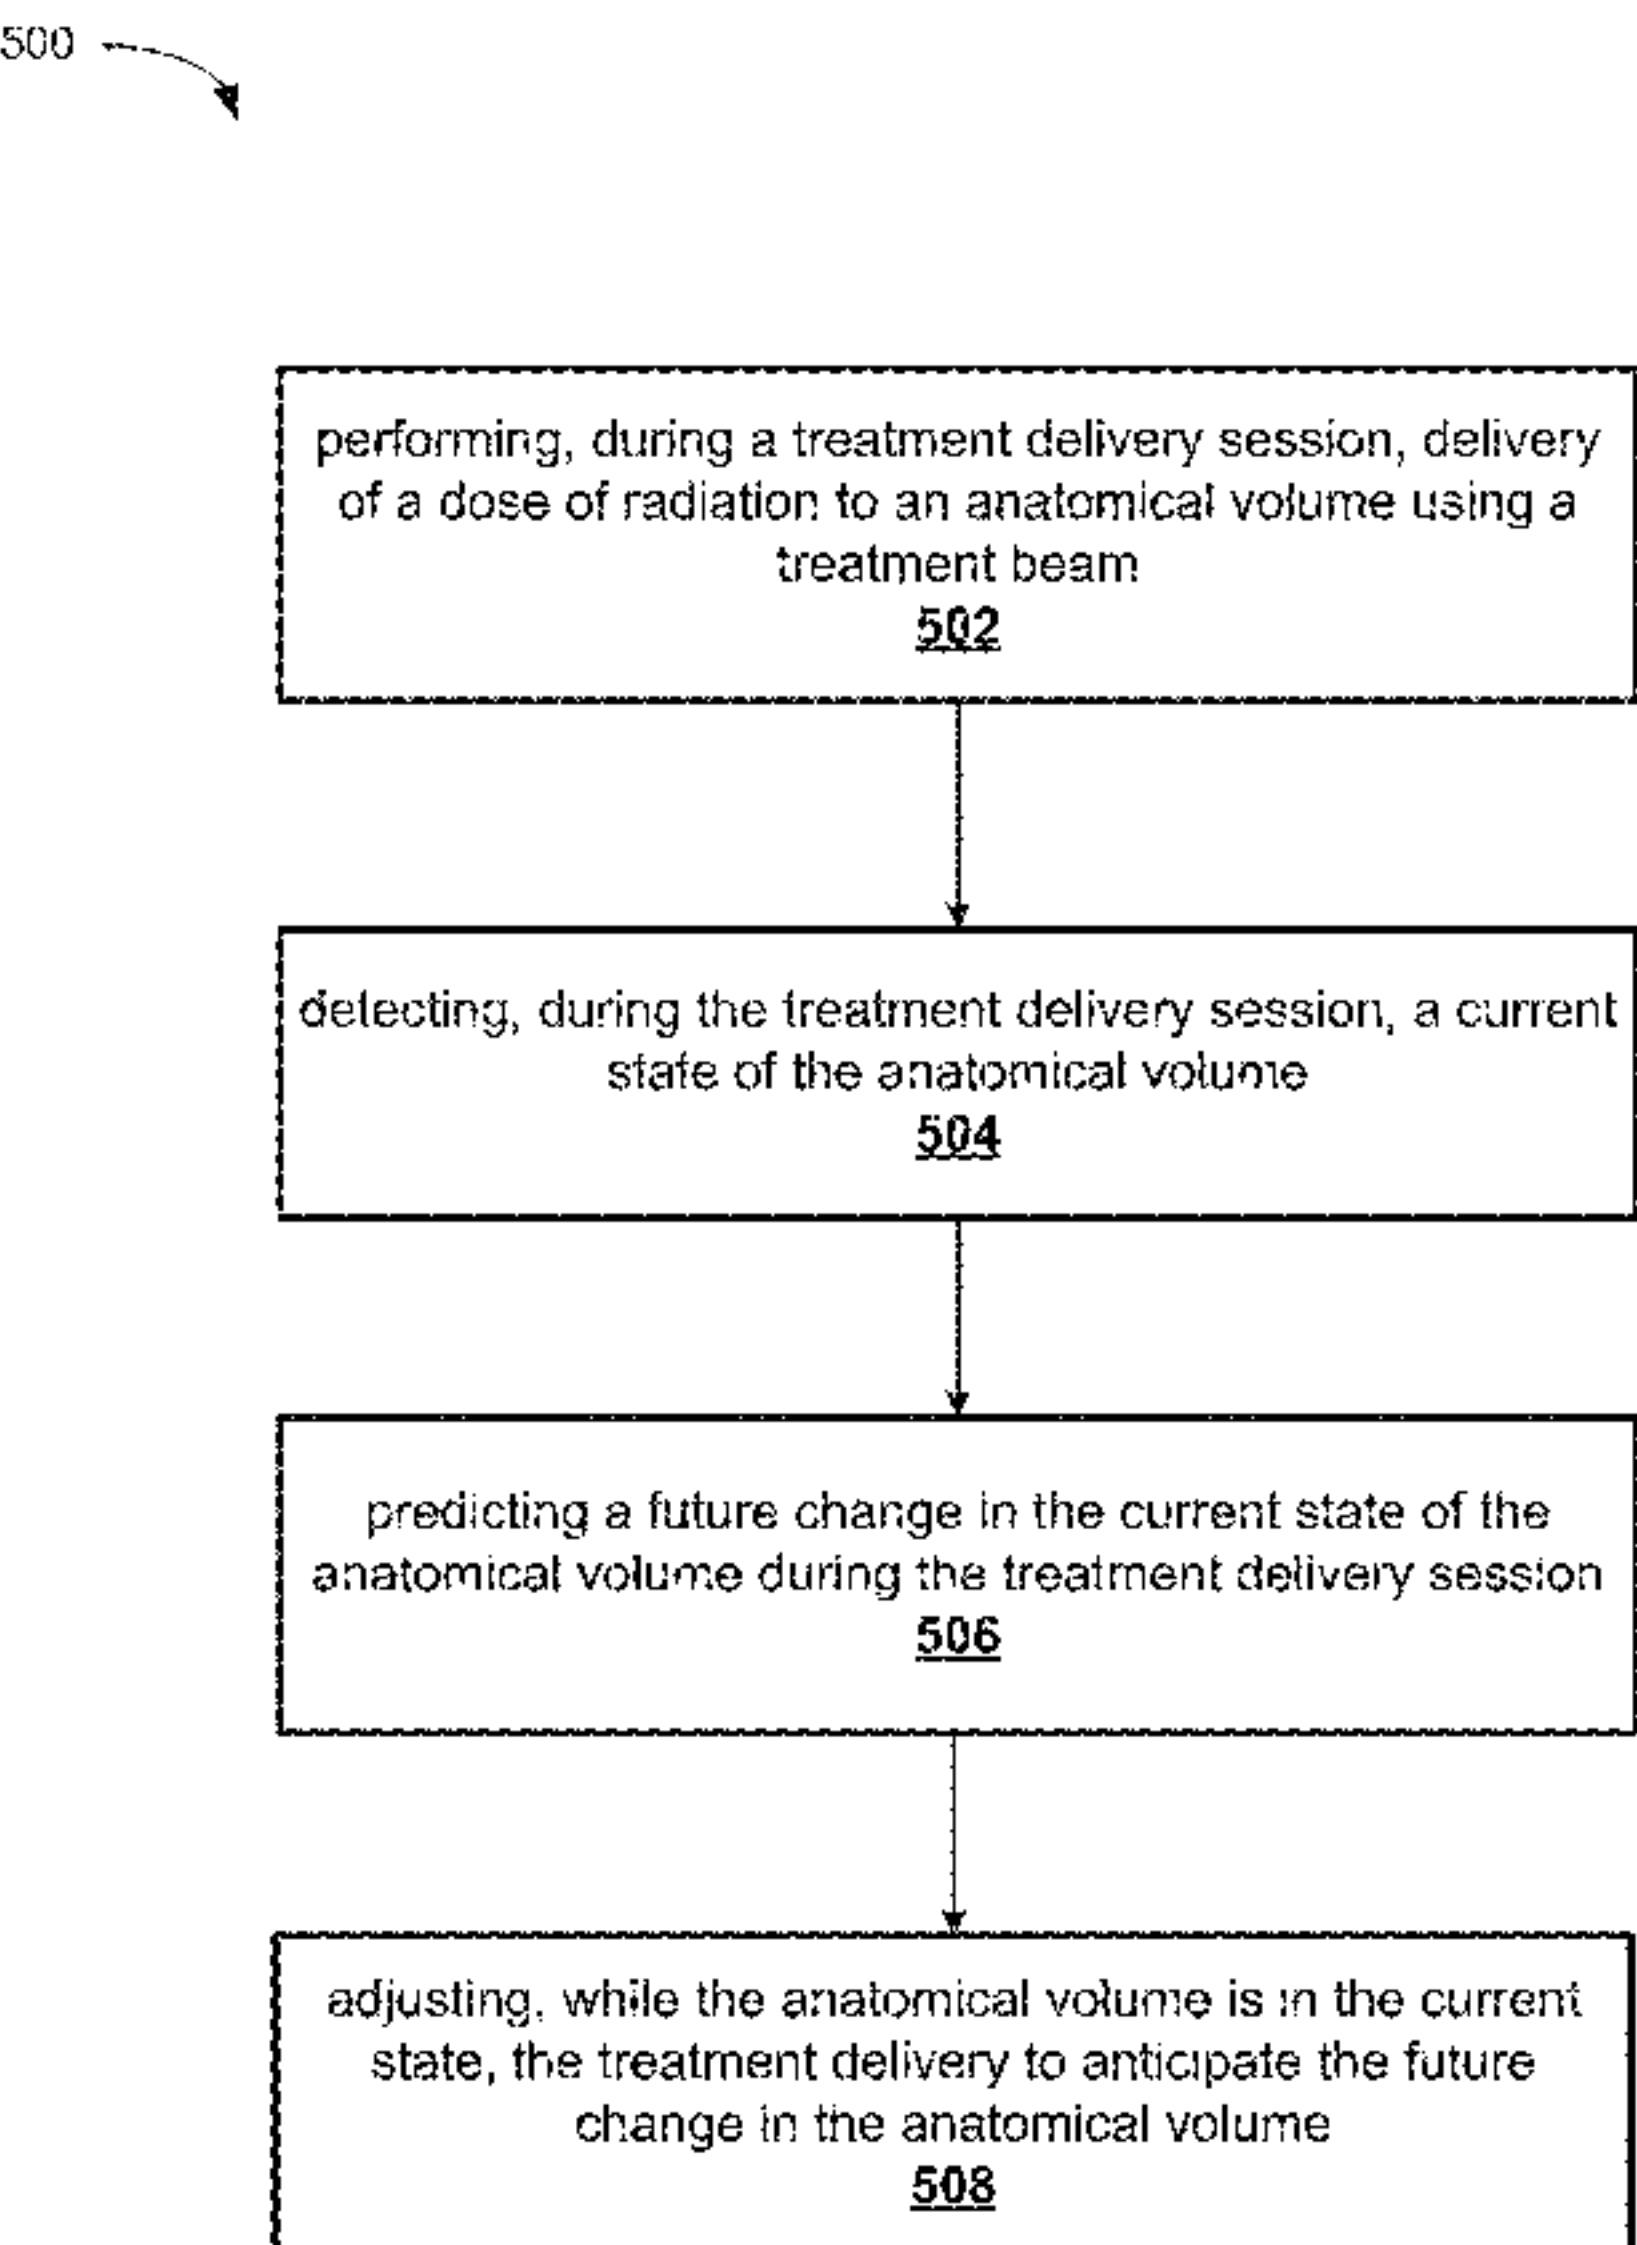 500
performing, during a treatment delivery session, delivery
of a dose of radiation to an anatomical volume using a
treatment beam
502
detecting, during the treatment delivery session, a current
state of the anatomical volume
504
predicting a future change in the current state of the
anatomical volume during the treatment delivery session
506
adjusting, while the anatomical volume is in the current
state, the treatment delivery to anticipate the future
change in the anatomical volume
508